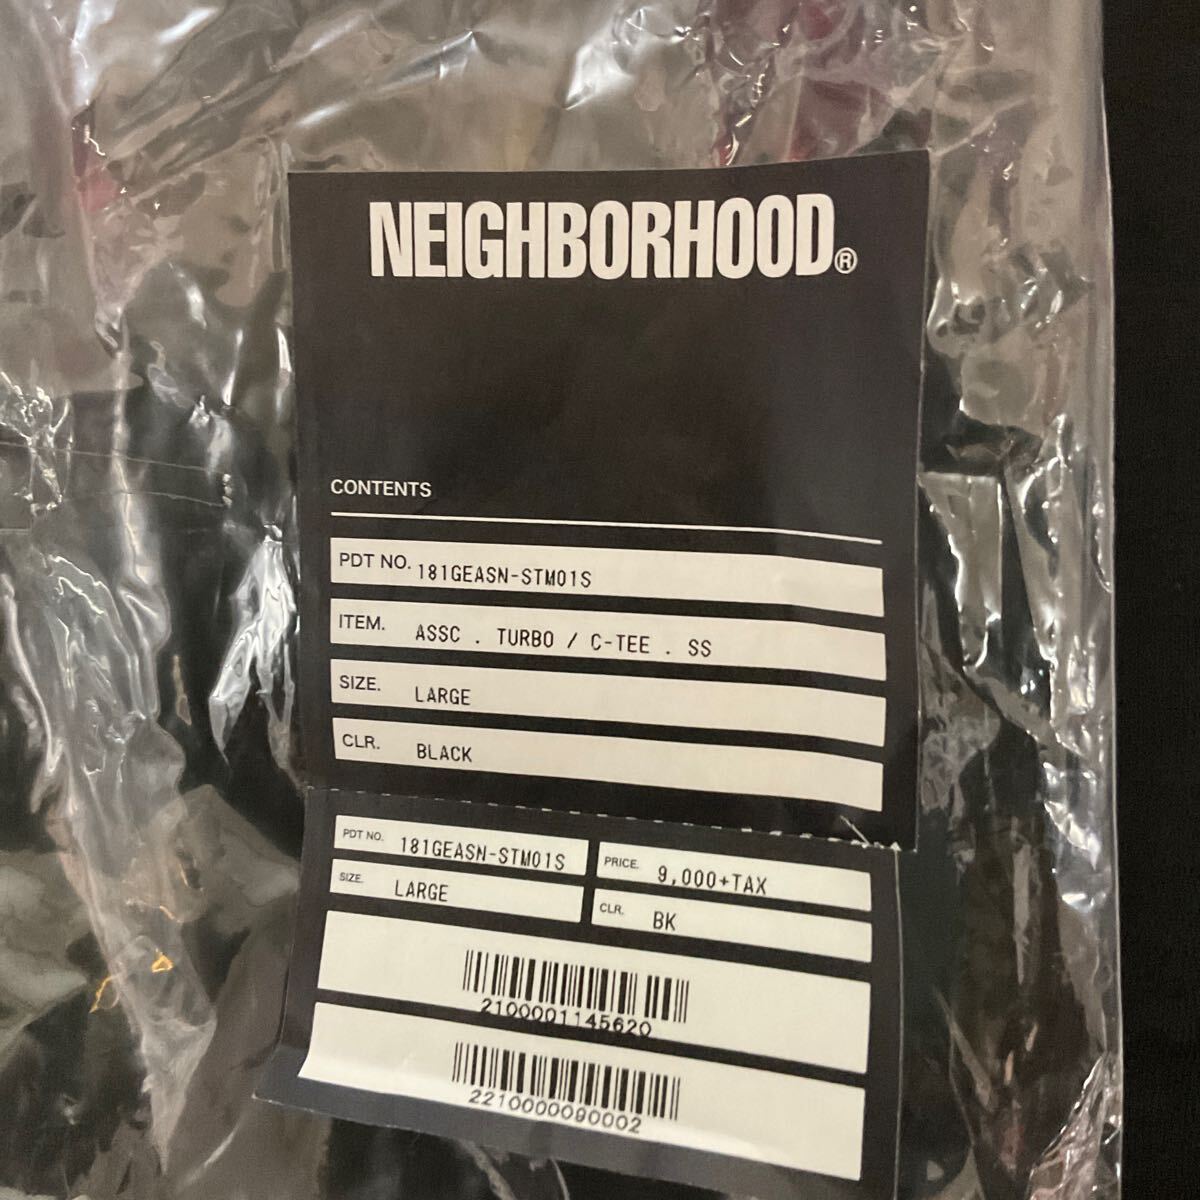 NEIGHBORHOOD®
CONTENTS
PDT NO. 181GEASN-STM01S
ITEM. ASSC . TURBO / C-TEE . SS
SIZE. LARGE
CLR. BLACK
PDT NO. 181GEASN-STM01S
PRICE. 9,000+TAX
SIZE. LARGE
CLR. BK
2100001145620
2210000090002